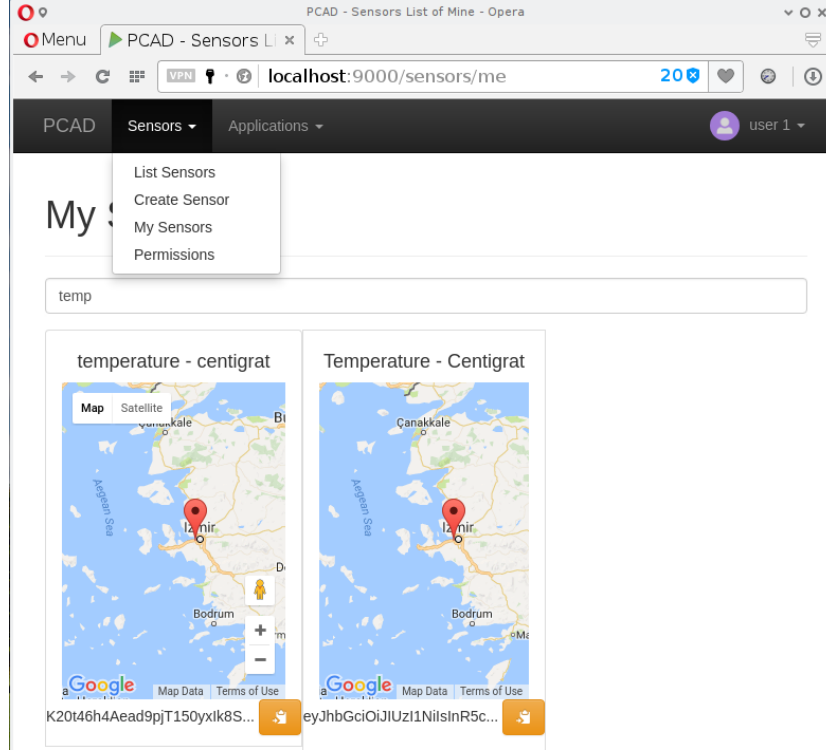 PCAD - Sensors List of Mine - Opera
Menu
PCAD - Sensors Li
VPN
localhost:9000/sensors/me
20
PCAD
Sensors
Applications
user 1
List Sensors
Create Sensor
My Sensors
Permissions
My S
temp
temperature - centigrat
Temperature - Centigrat
Map
Satellite
Çanakkale
Aegean Sea
Izmir
Bodrum
Google
Map Data
Terms of Use
Çanakkale
Aegean Sea
Izmir
Bodrum
Google
Map Data
Terms of Use
K20t46h4Aead9pjT150yxIk8S...
eyJhbGciOiJIUzI1NiIsInR5c...